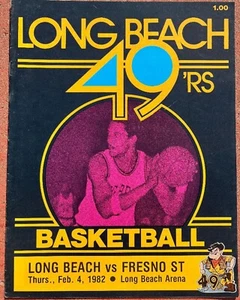 1.00
LONG BEACH
49'RS
BASKETBALL
LONG BEACH vs FRESNO ST
Thurs., Feb. 4, 1982 ● Long Beach Arena
49